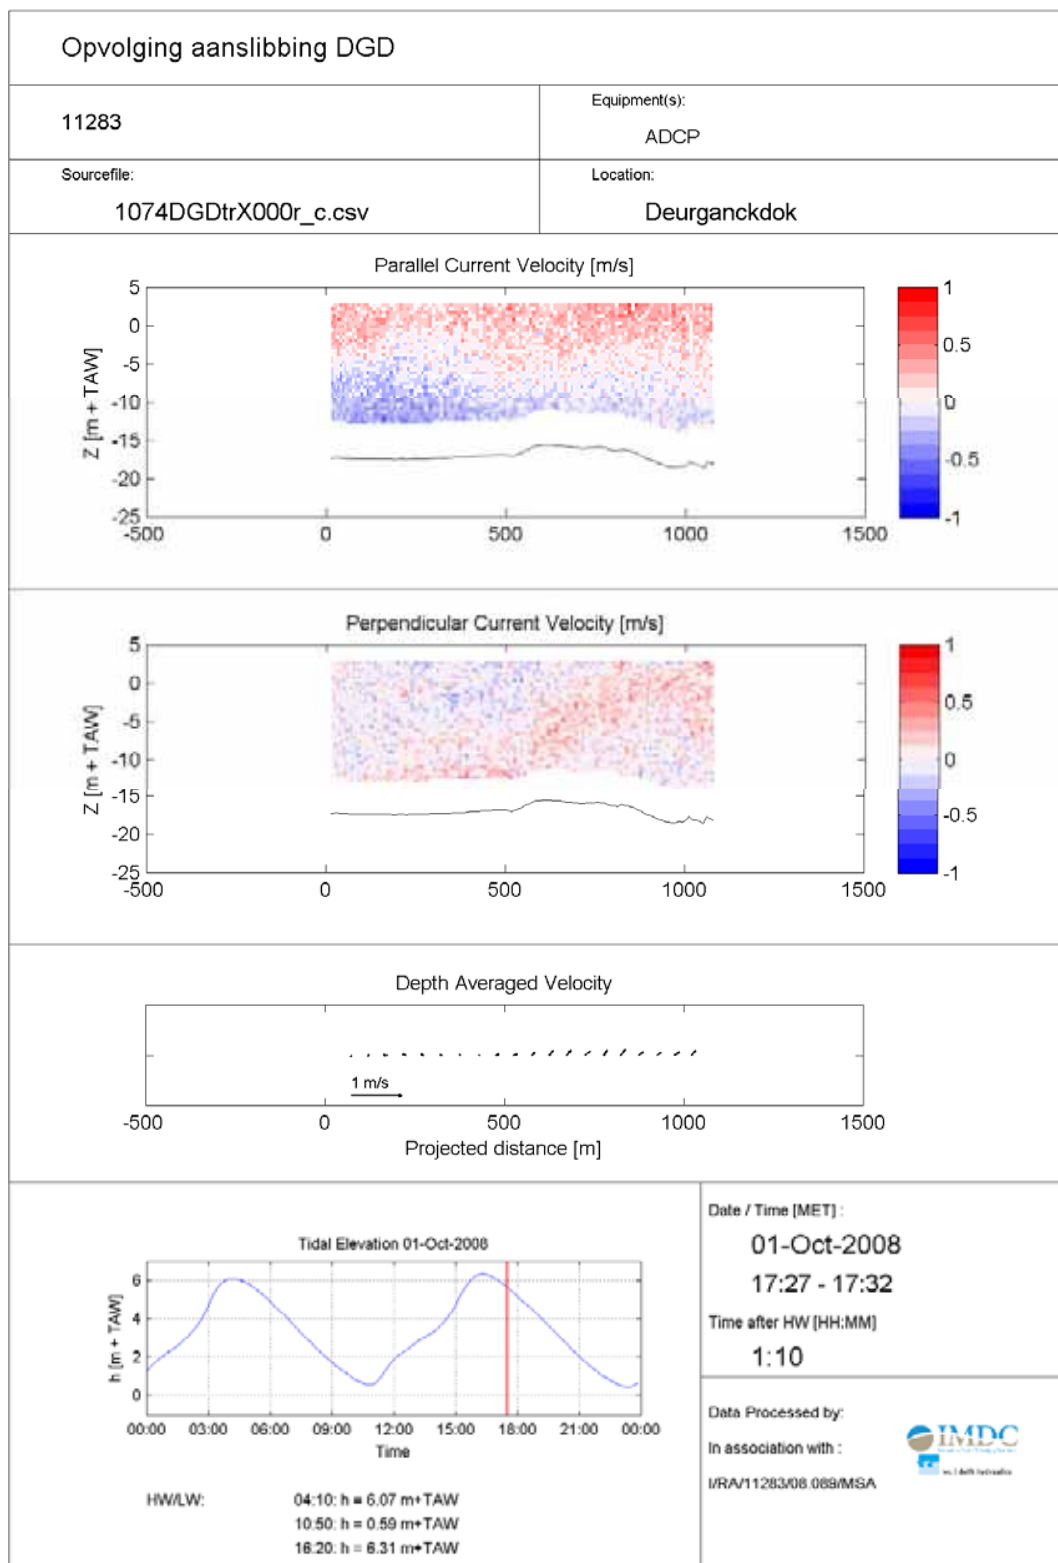 Opvolging aanslibbing DGD
11283
Equipment(s):
ADCP
Sourcefile:
1074DGDtrX000r_c.csv
Location:
Deurganckdok
Parallel Current Velocity [m/s]
5
0
-5
-10
-15
-20
-25
Z [m + TAW]
-500
0
500
1000
1500
1
0.5
0
-0.5
-1
Perpendicular Current Velocity [m/s]
5
0
-5
-10
-15
-20
-25
Z [m + TAW]
-500
0
500
1000
1500
1
0.5
0
-0.5
-1
Depth Averaged Velocity
1 m/s
-500
0
500
1000
1500
Projected distance [m]
Tidal Elevation 01-Oct-2008
6
4
2
0
h [m + TAW]
00:00
03:00
06:00
09:00
12:00
15:00
18:00
21:00
00:00
Time
HW/LW:
04:10: h = 6.07 m+TAW
10:50: h = 0.59 m+TAW
16:20: h = 6.31 m+TAW
Date / Time [MET] :
01-Oct-2008
17:27 - 17:32
Time after HW [HH:MM]
1:10
Data Processed by:
IMDC
In association with :
wl | delft hydraulics
I/RA/11283/08.089/MSA